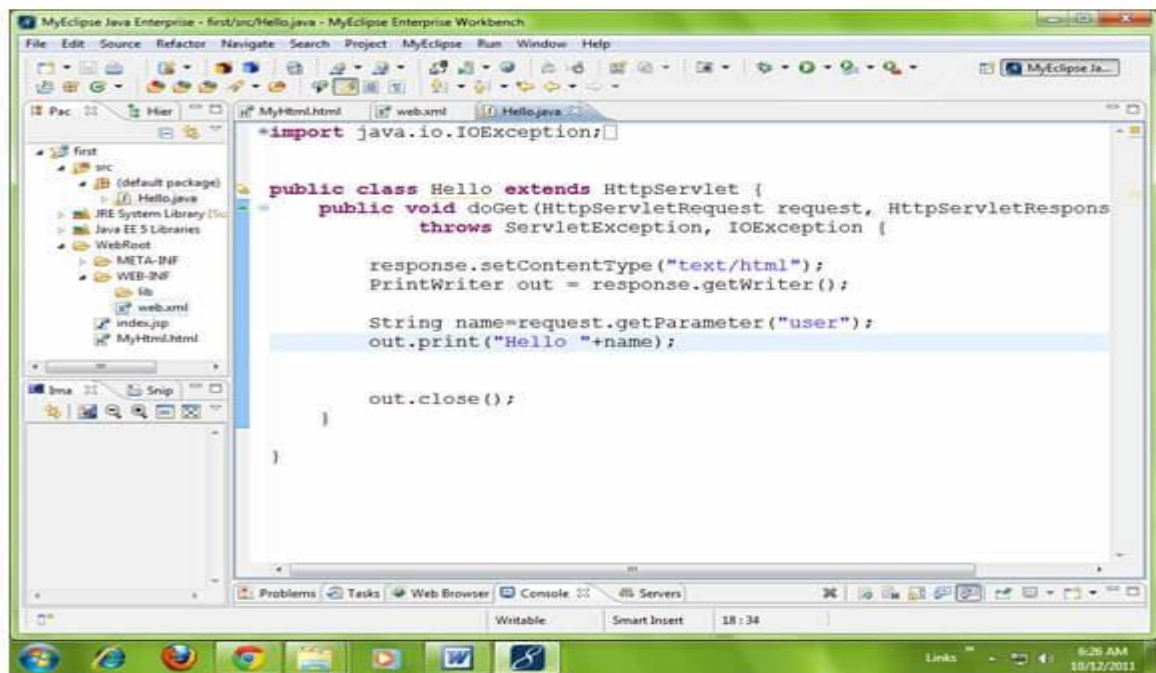 MyEclipse Java Enterprise - first/src/Hello.java - MyEclipse Enterprise Workbench
File Edit Source Refactor Navigate Search Project MyEclipse Run Window Help
MyEclipse Ja...
Pac Hier
MyHtml.html web.xml Hello.java
first
src
(default package)
Hello.java
JRE System Library
Java EE 5 Libraries
WebRoot
META-INF
WEB-INF
lib
web.xml
index.jsp
MyHtml.html
Ima Snip
import java.io.IOException;
public class Hello extends HttpServlet {
public void doGet(HttpServletRequest request, HttpServletRespons
throws ServletException, IOException {
response.setContentType("text/html");
PrintWriter out = response.getWriter();
String name=request.getParameter("user");
out.print("Hello "+name);
out.close();
}
}
Problems Tasks Web Browser Console Servers
Writable Smart Insert 18 : 34
Links 6:26 AM
10/12/2011